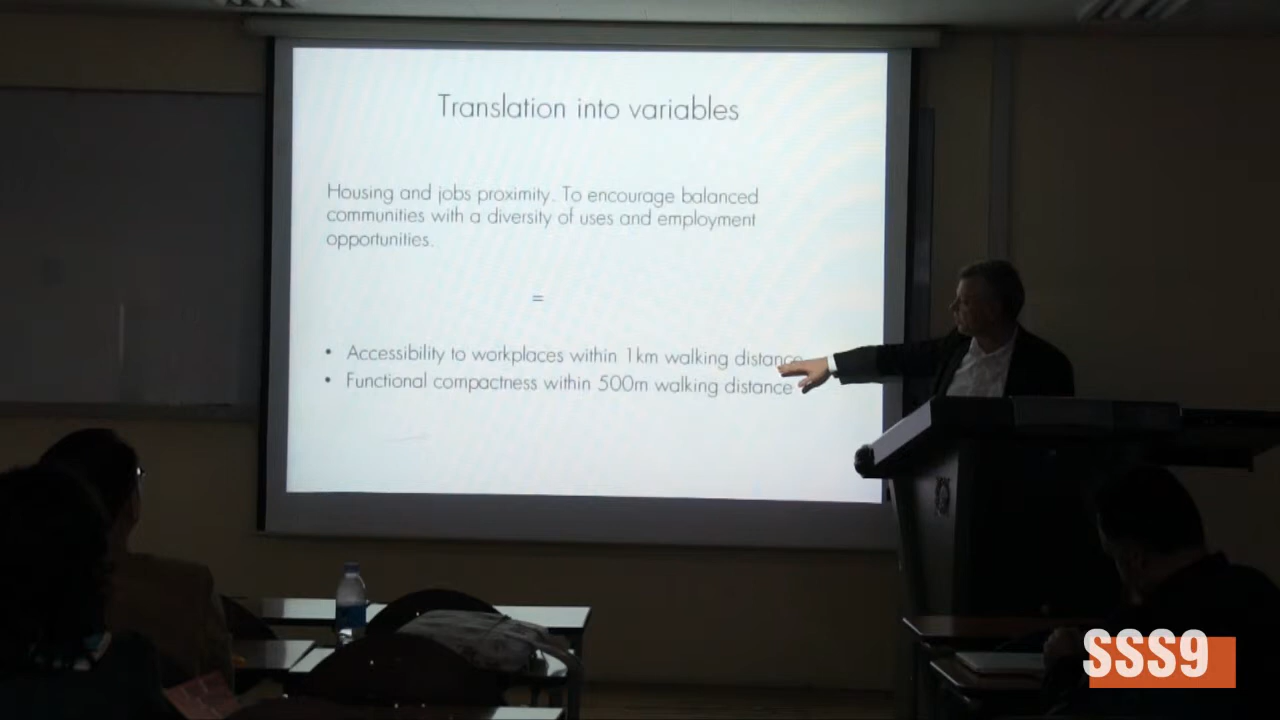 Translation into variables
Housing and jobs proximity. To encourage balanced
communities with a diversity of uses and employment
opportunities.
=
• Accessibility to workplaces within 1km walking distance
• Functional compactness within 500m walking distance
SSS9